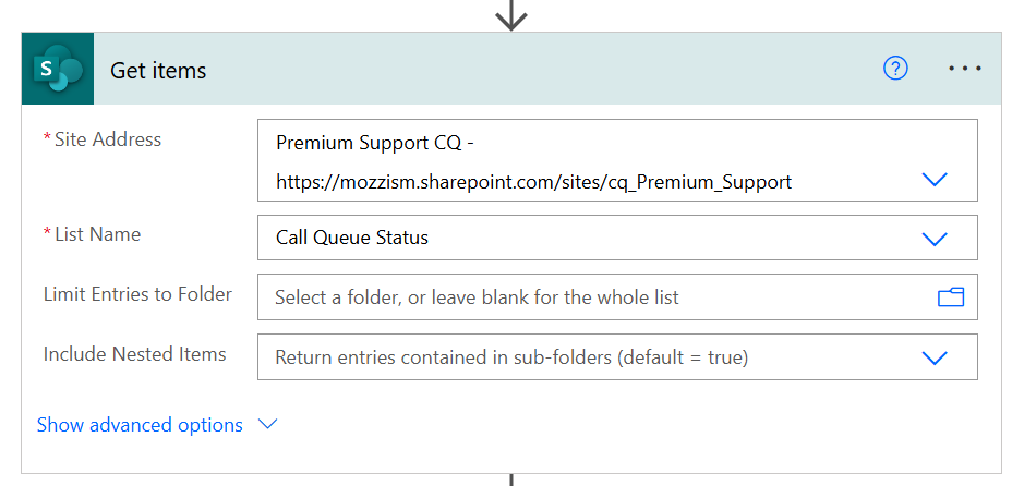 S
Get items
?
* Site Address
Premium Support CQ -
https://mozzism.sharepoint.com/sites/cq_Premium_Support
* List Name
Call Queue Status
Limit Entries to Folder
Select a folder, or leave blank for the whole list
Include Nested Items
Return entries contained in sub-folders (default = true)
Show advanced options